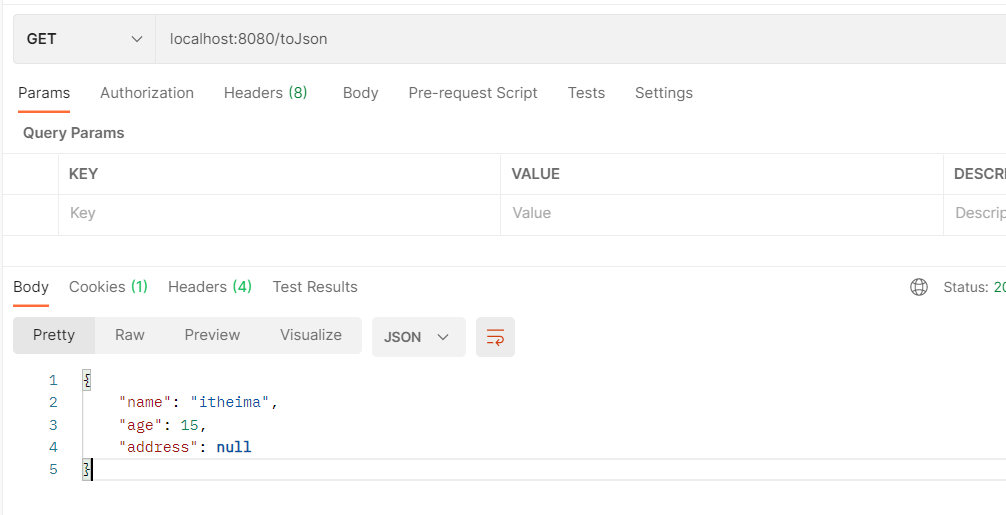 GET localhost:8080/toJson
Params Authorization Headers (8) Body Pre-request Script Tests Settings
Query Params
KEY VALUE DESCRI
Key Value Descrip
Body Cookies (1) Headers (4) Test Results Status: 20
Pretty Raw Preview Visualize JSON
1 {
2 "name": "itheima",
3 "age": 15,
4 "address": null
5 }